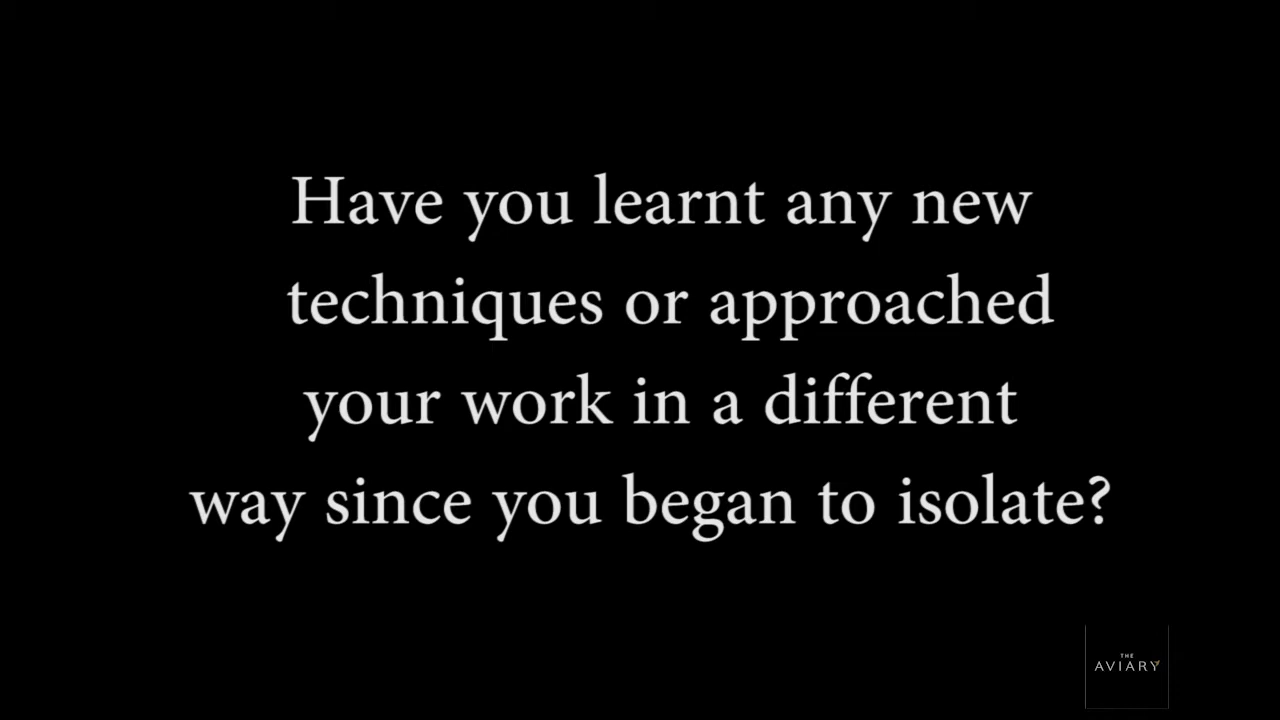 Have you learnt any new
techniques or approached
your work in a different
way since you began to isolate?
THE
AVIARY